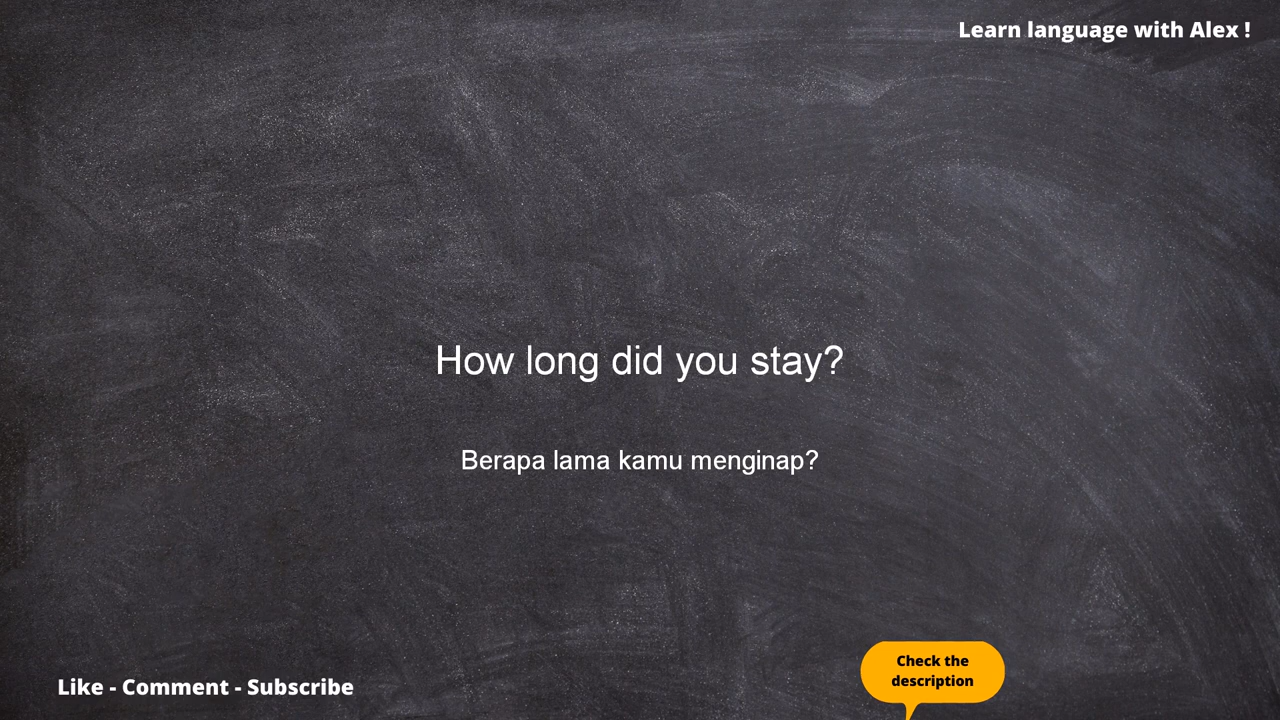 Learn language with Alex !
How long did you stay?
Berapa lama kamu menginap?
Like - Comment - Subscribe
Check the
description